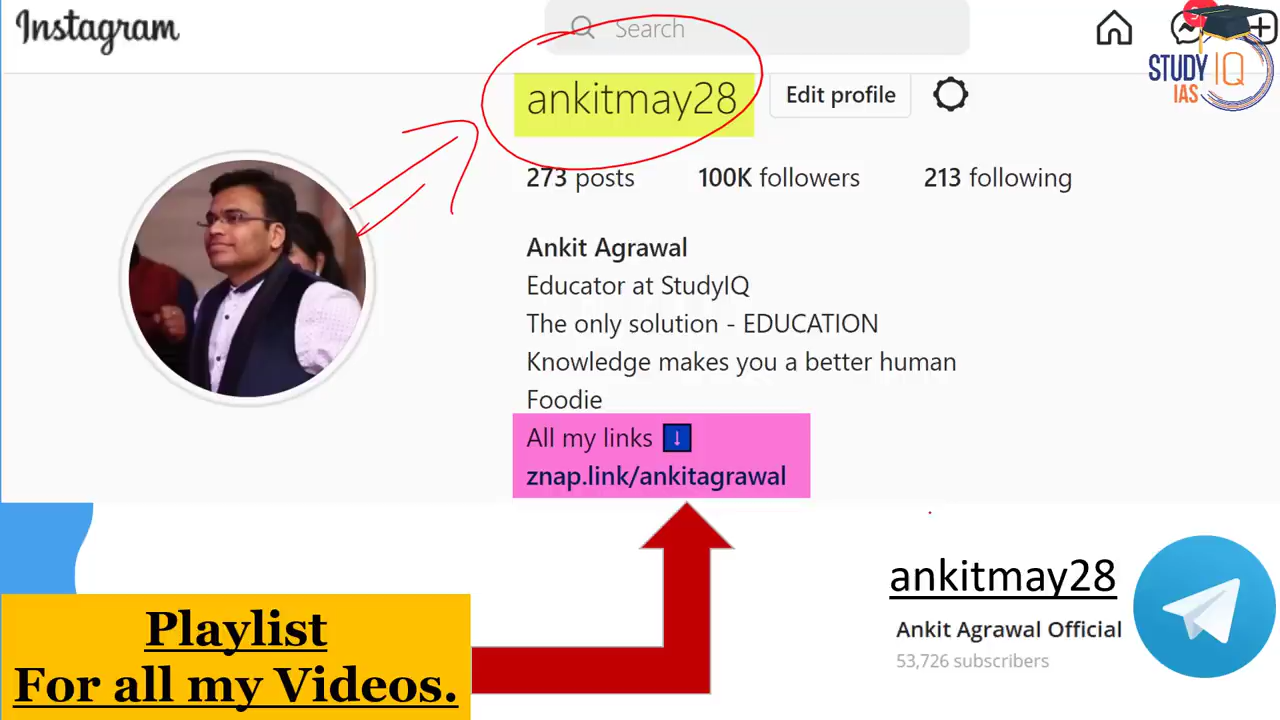 Instagram
Search
STUDY IQ
IAS
ankitmay28
Edit profile
273 posts 100K followers 213 following
Ankit Agrawal
Educator at StudyIQ
The only solution - EDUCATION
Knowledge makes you a better human
Foodie
All my links ↓
znap.link/ankitagrawal
ankitmay28
Ankit Agrawal Official
53,726 subscribers
Playlist
For all my Videos.